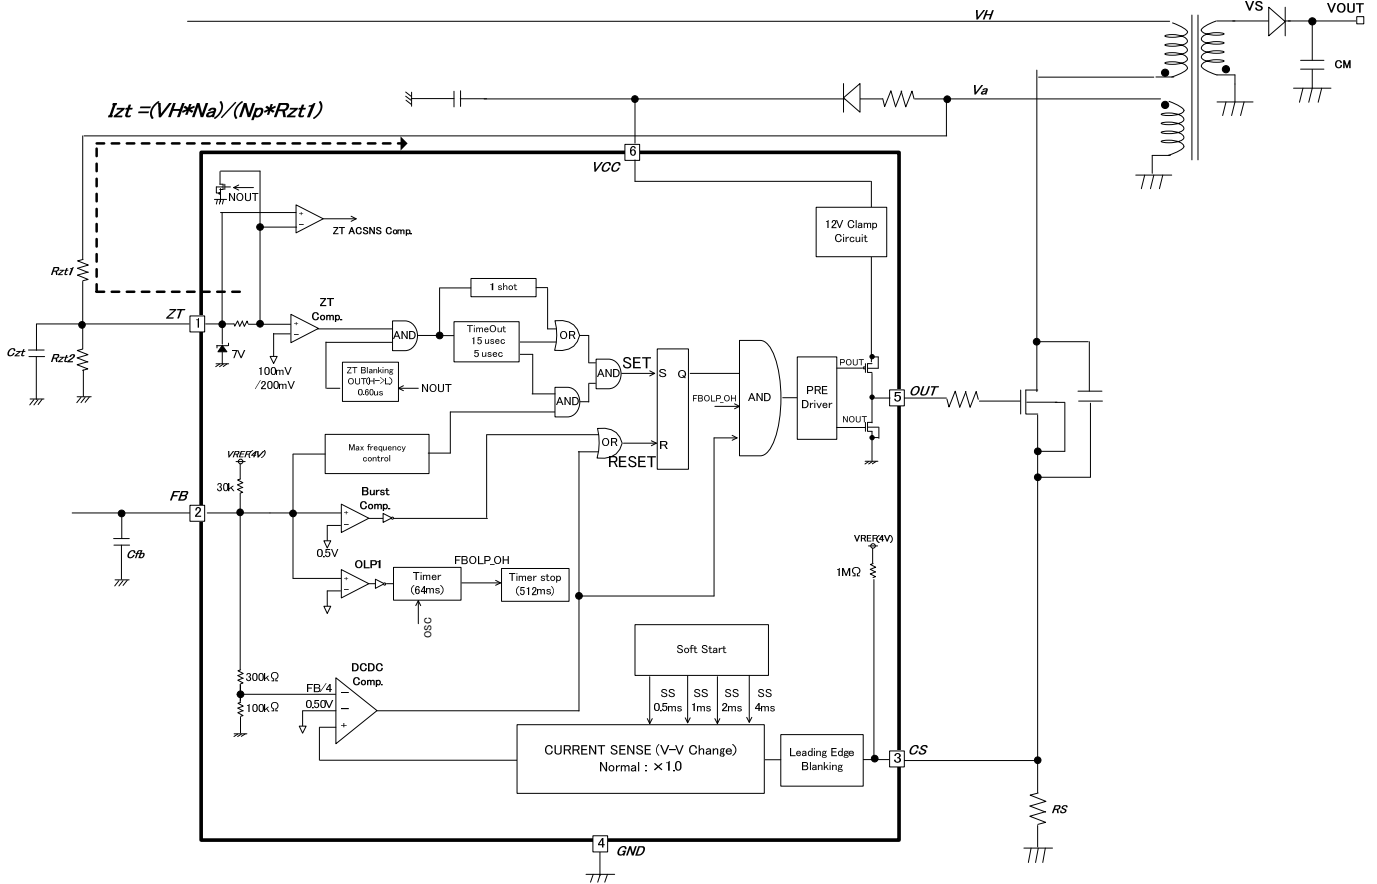 VH
VS
VOUT
CM
Va
Izt =(VH*Na)/(Np*Rzt1)
6
VCC
NOUT
12V Clamp
Circuit
ZT ACSNS Comp.
Rzt1
1 shot
ZT
Comp.
ZT
1
AND
TimeOut
15 usec
5 usec
OR
Czt
Rzt2
7V
100mV
/200mV
ZT Blanking
OUT(H->L)
0.60us
NOUT
AND
SET
S
Q
POUT
AND
FBOLP_OH
AND
PRE
Driver
NOUT
5
OUT
Max frequency
control
OR
R
RESET
VREF(4V)
30k
FB
2
Burst
Comp.
0.5V
Cfb
OLP1
FBOLP_OH
Timer
(64ms)
Timer stop
(512ms)
OSC
VREF(4V)
1MΩ
Soft Start
DCDC
Comp.
300kΩ
FB/4
100kΩ
0.50V
SS
0.5ms
SS
1ms
SS
2ms
SS
4ms
CURRENT SENSE (V-V Change)
Normal : ×1.0
Leading Edge
Blanking
3
CS
RS
4
GND